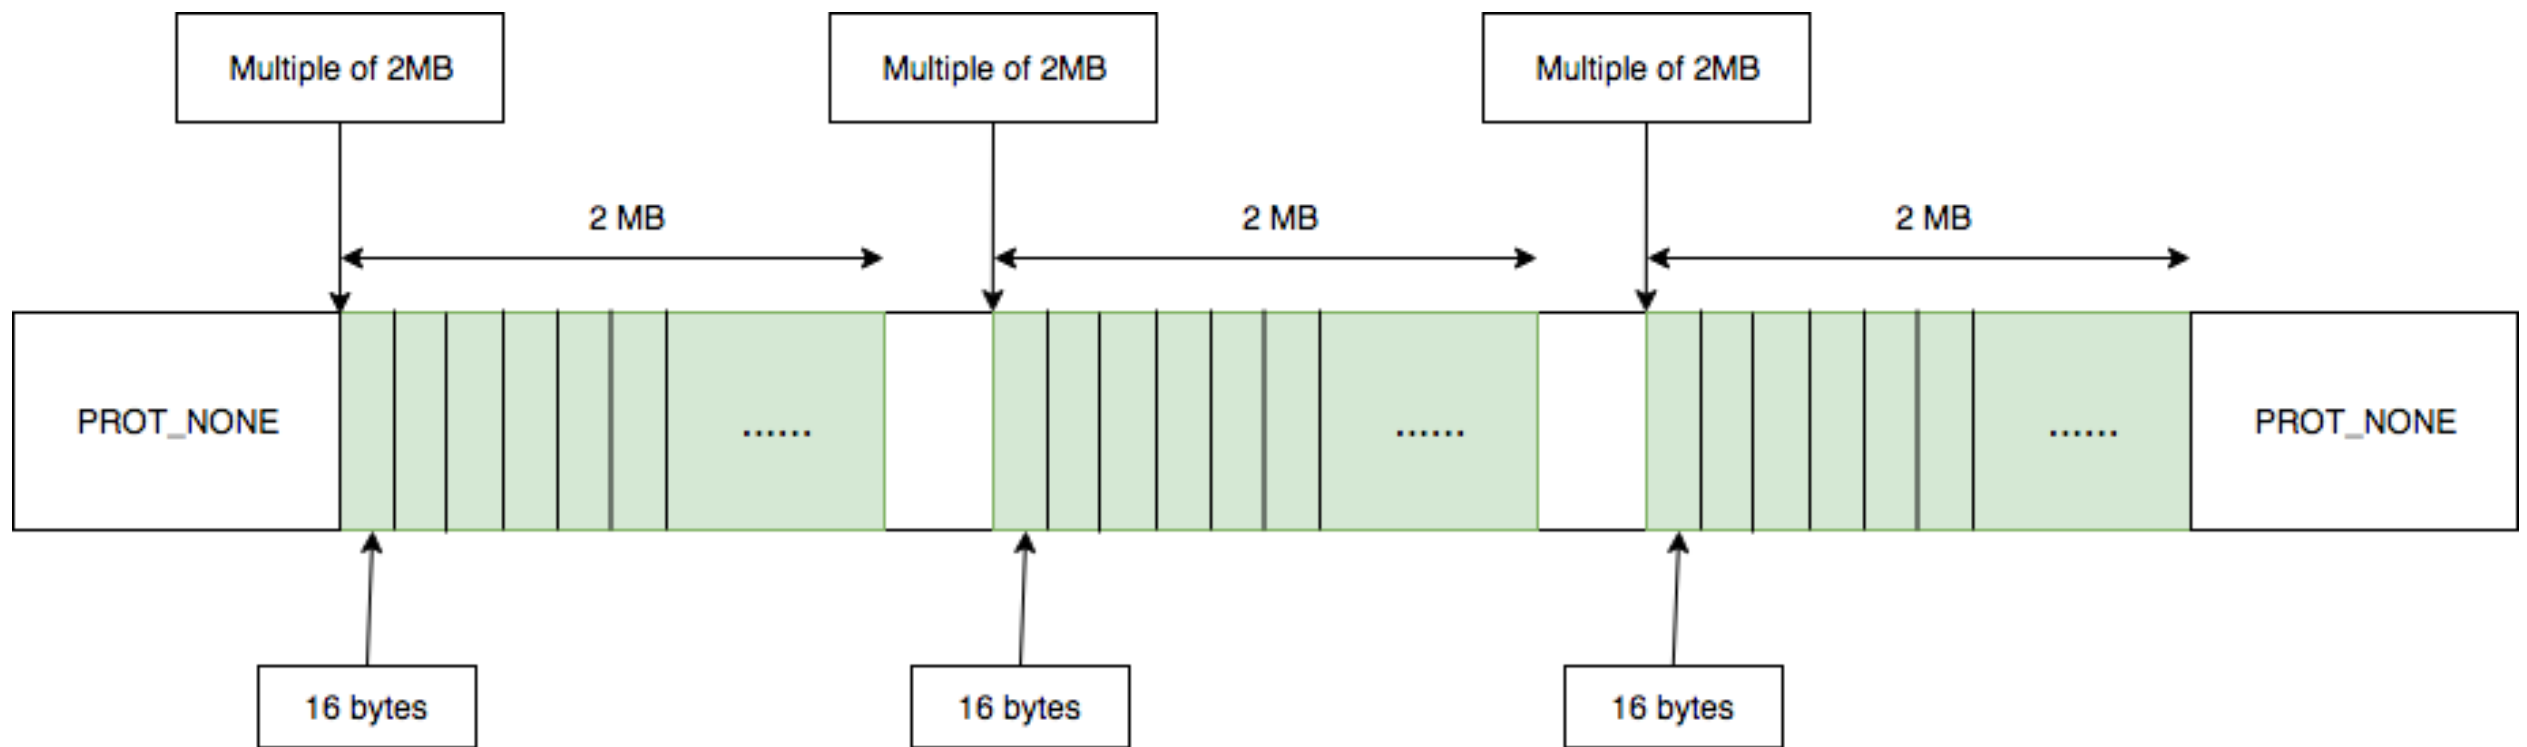 Multiple of 2MB
Multiple of 2MB
Multiple of 2MB
2 MB
2 MB
2 MB
PROT_NONE
......
......
......
PROT_NONE
16 bytes
16 bytes
16 bytes